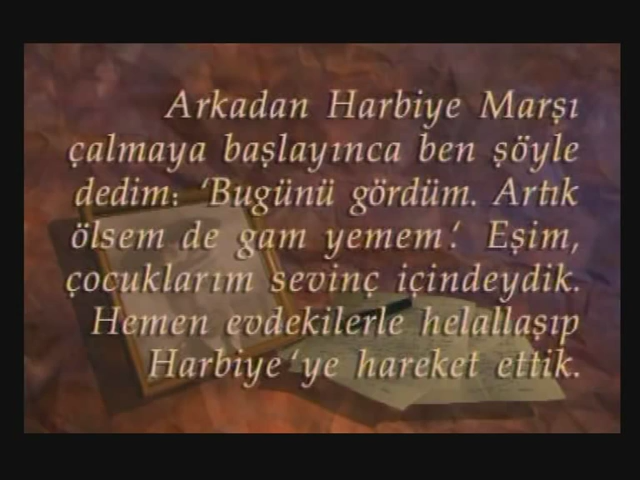 Arkadan Harbiye Marşı
çalmaya başlayınca ben şöyle
dedim: ‘Bugünü gördüm. Artık
ölsem de gam yemem’. Eşim,
çocuklarım sevinç içindeydik.
Hemen evdekilerle helallaşıp
Harbiye‘ye hareket ettik.